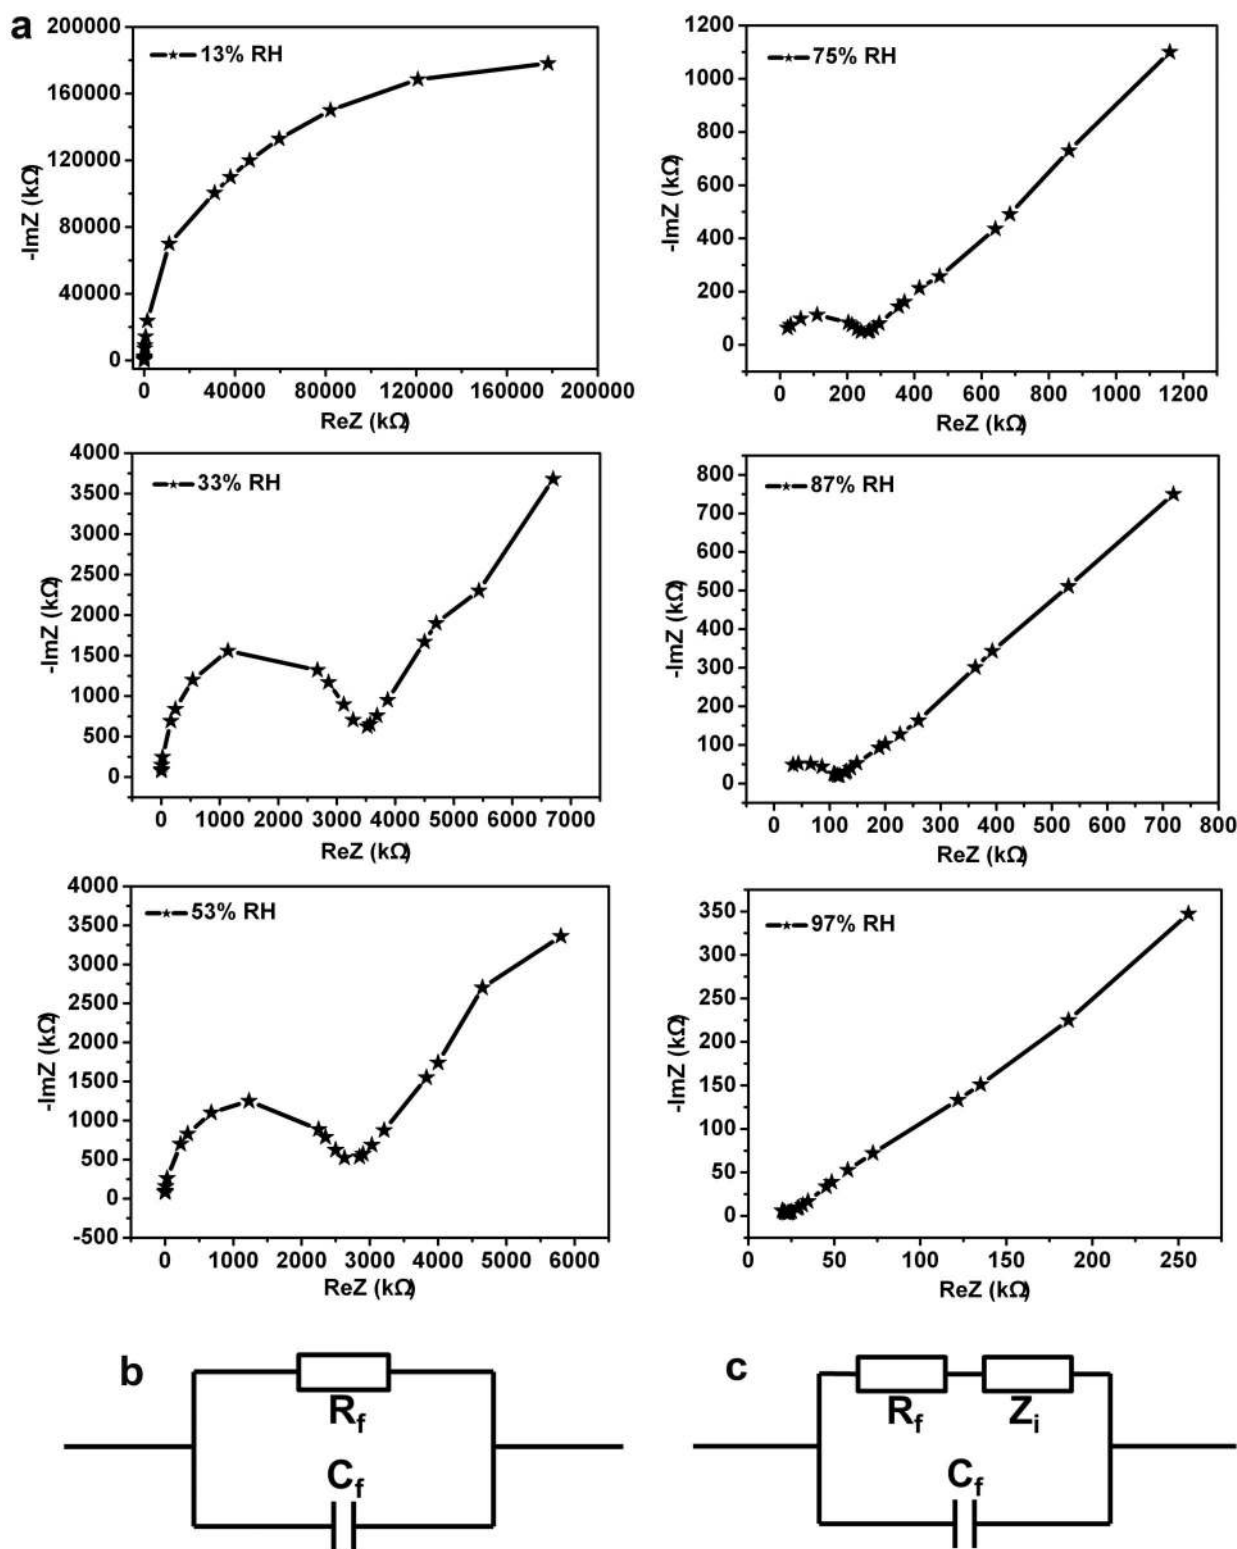 a
13% RH
200000
160000
120000
80000
40000
0
-ImZ (kΩ)
0 40000 80000 120000 160000 200000
ReZ (kΩ)
75% RH
1200
1000
800
600
400
200
0
-ImZ (kΩ)
0 200 400 600 800 1000 1200
ReZ (kΩ)
33% RH
4000
3500
3000
2500
2000
1500
1000
500
0
-ImZ (kΩ)
0 1000 2000 3000 4000 5000 6000 7000
ReZ (kΩ)
87% RH
800
700
600
500
400
300
200
100
0
-ImZ (kΩ)
0 100 200 300 400 500 600 700 800
ReZ (kΩ)
53% RH
4000
3500
3000
2500
2000
1500
1000
500
0
-500
-ImZ (kΩ)
0 1000 2000 3000 4000 5000 6000
ReZ (kΩ)
97% RH
350
300
250
200
150
100
50
0
-ImZ (kΩ)
0 50 100 150 200 250
ReZ (kΩ)
b
Rf
Cf
c
Rf Zi
Cf